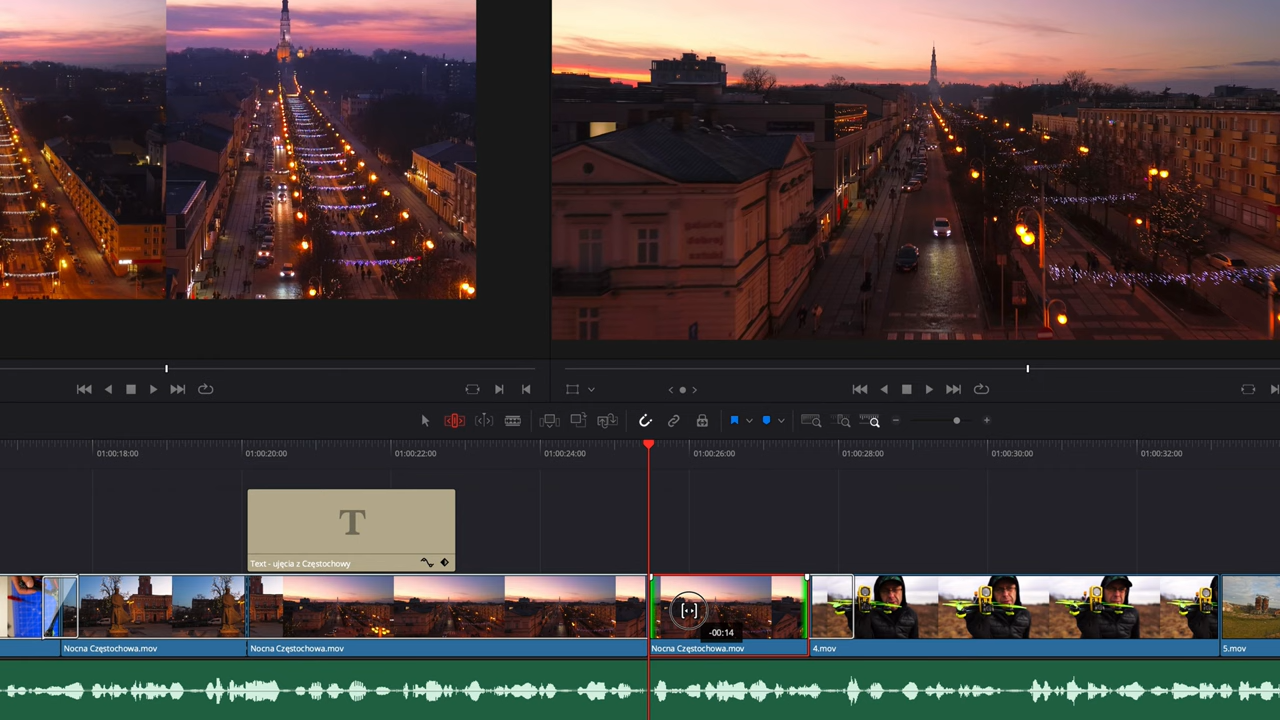 01:00:18:00
01:00:20:00
01:00:22:00
01:00:24:00
01:00:26:00
01:00:28:00
01:00:30:00
01:00:32:00
T
Text - ujęcia z Częstochowy
-00:14
Nocna Częstochowa.mov
Nocna Częstochowa.mov
Nocna Częstochowa.mov
4.mov
5.mov